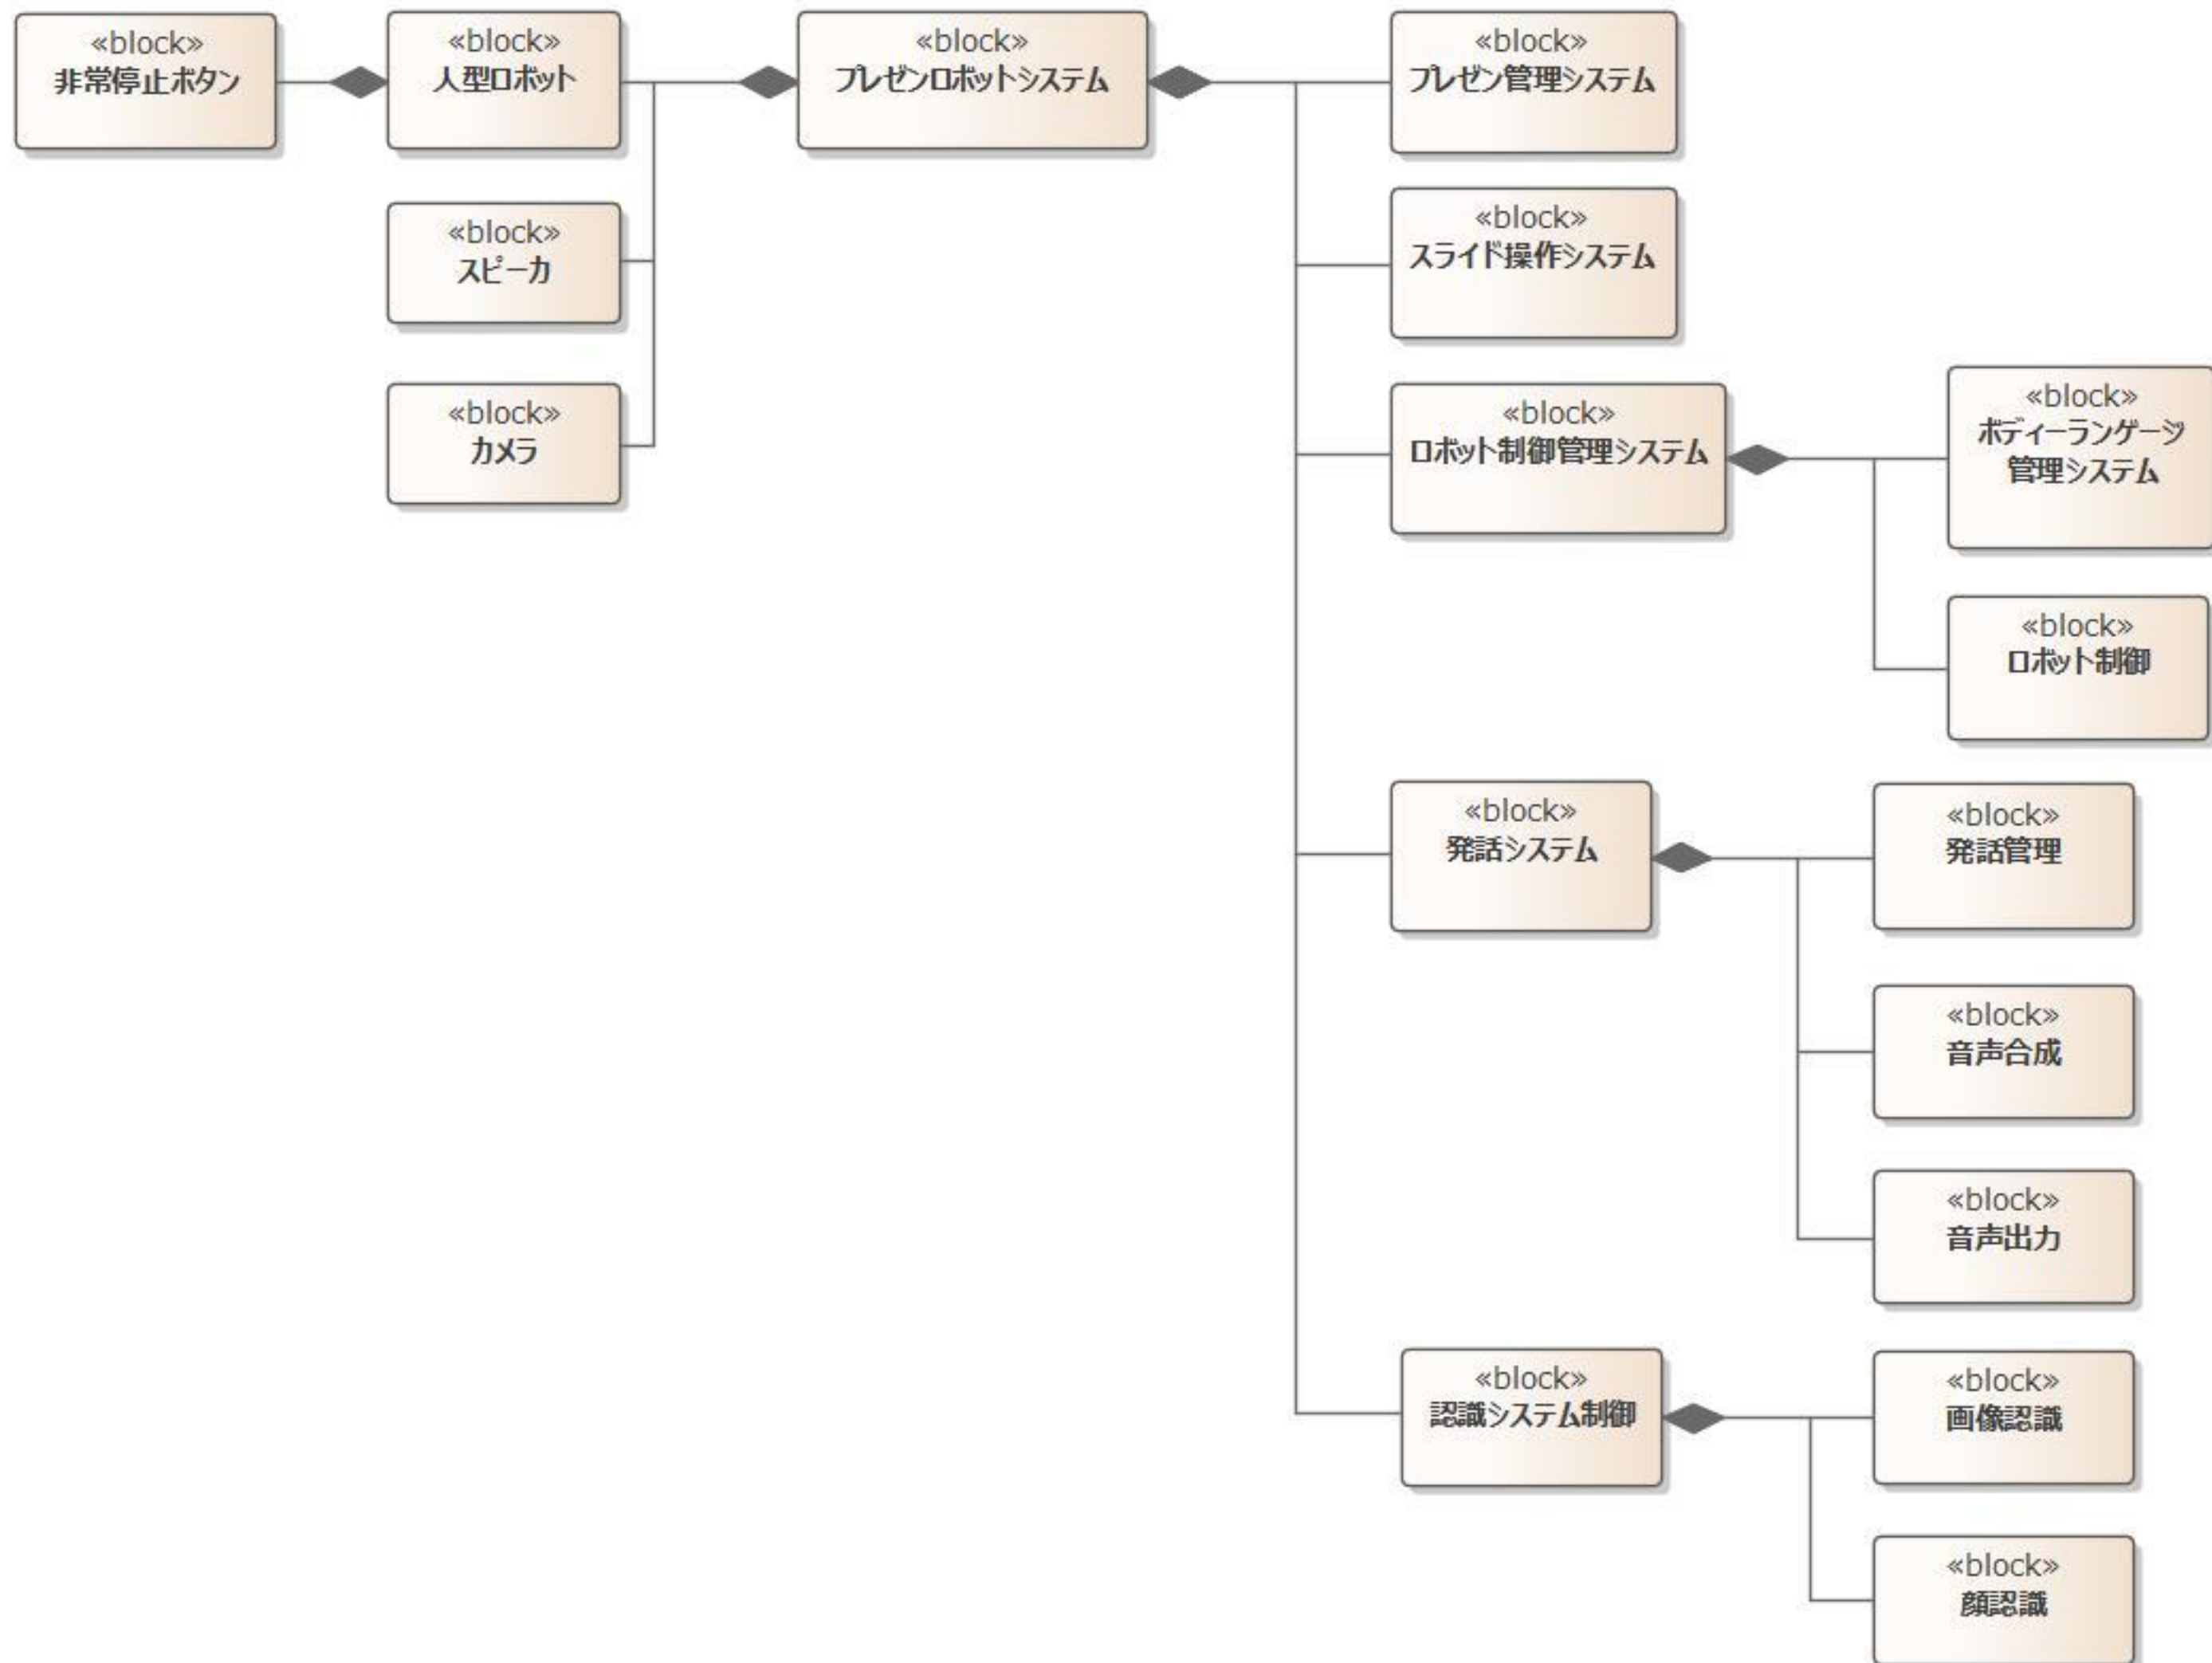 «block»
非常停止ボタン
«block»
人型ロボット
«block»
プレゼンロボットシステム
«block»
プレゼン管理システム
«block»
スピーカ
«block»
スライド操作システム
«block»
カメラ
«block»
ロボット制御管理システム
«block»
ボディーランゲージ
管理システム
«block»
ロボット制御
«block»
発話システム
«block»
発話管理
«block»
音声合成
«block»
音声出力
«block»
認識システム制御
«block»
画像認識
«block»
顔認識